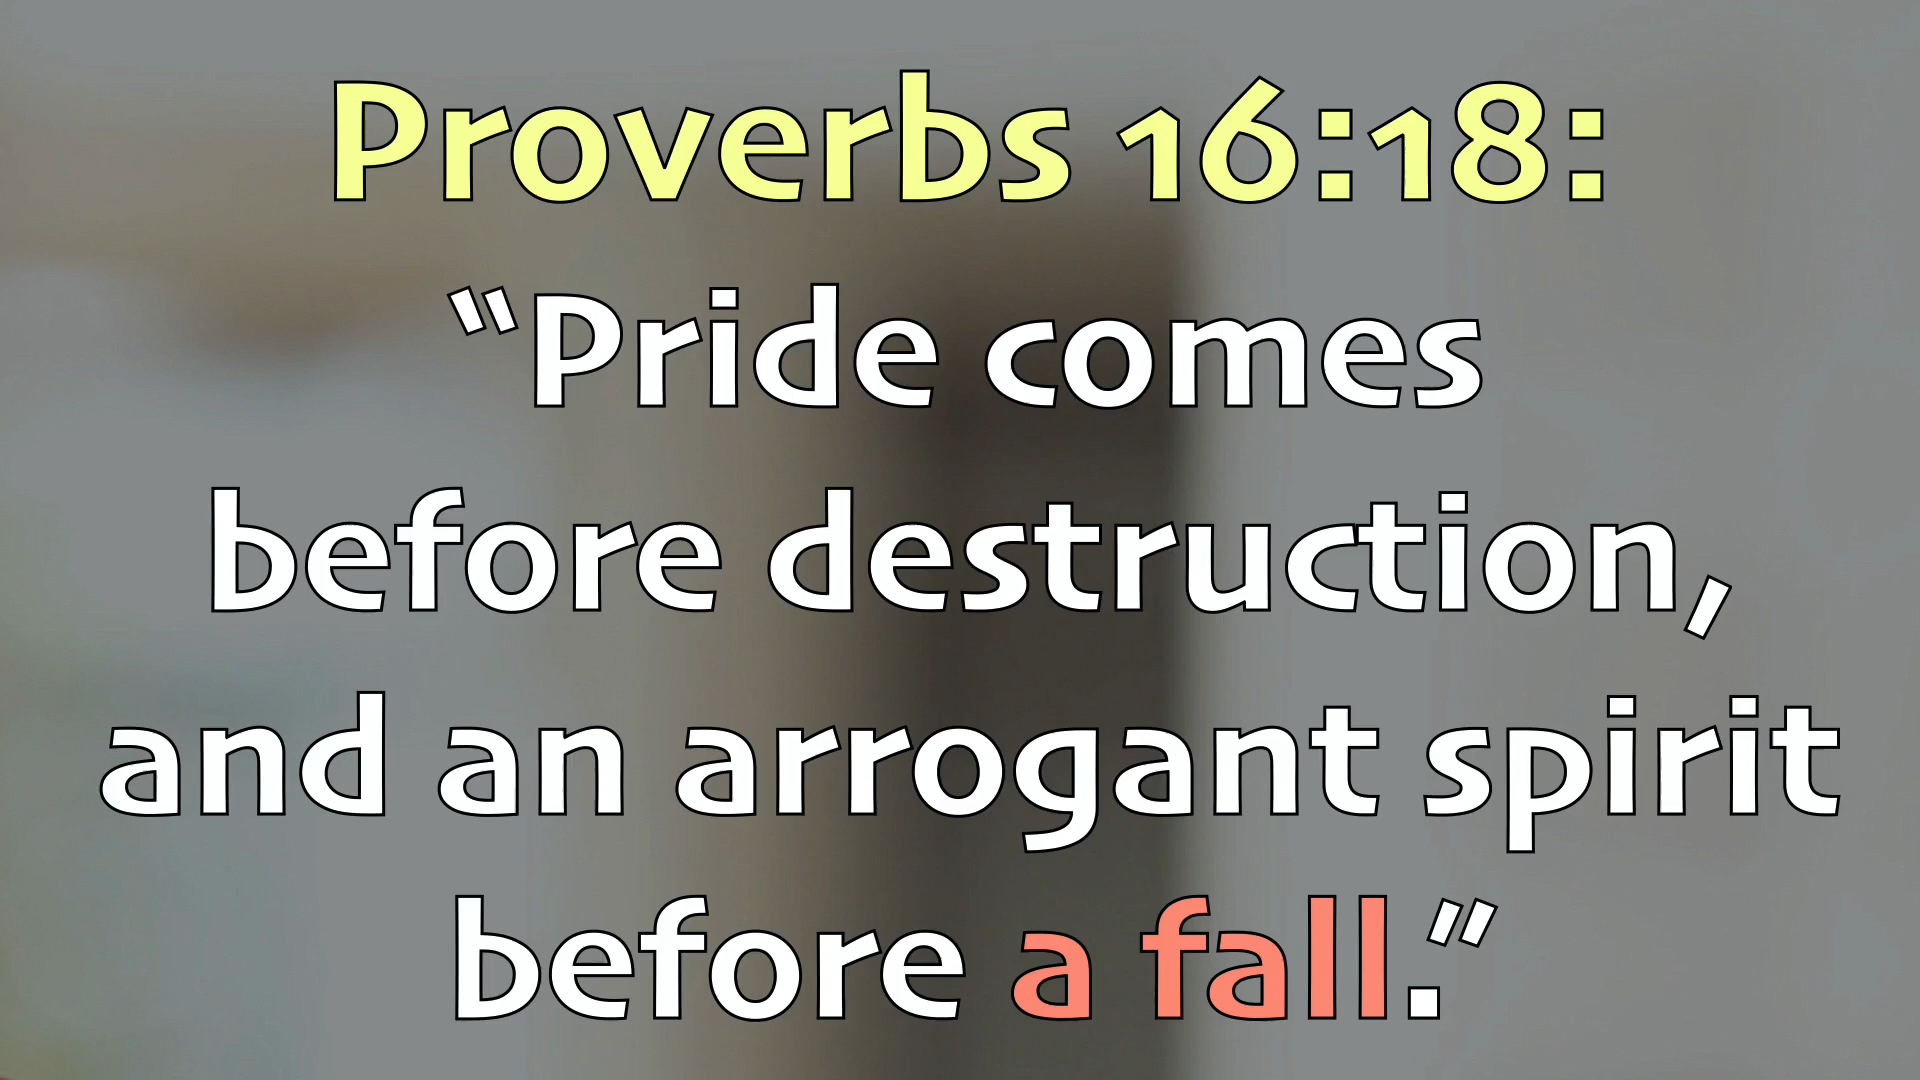 Proverbs 16:18:
“Pride comes
before destruction,
and an arrogant spirit
before a fall.”